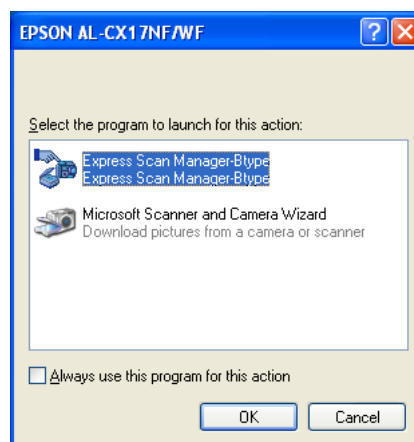 EPSON AL-CX17NF/WF
Select the program to launch for this action:
Express Scan Manager-Btype
Express Scan Manager-Btype
Microsoft Scanner and Camera Wizard
Download pictures from a camera or scanner
Always use this program for this action
OK
Cancel